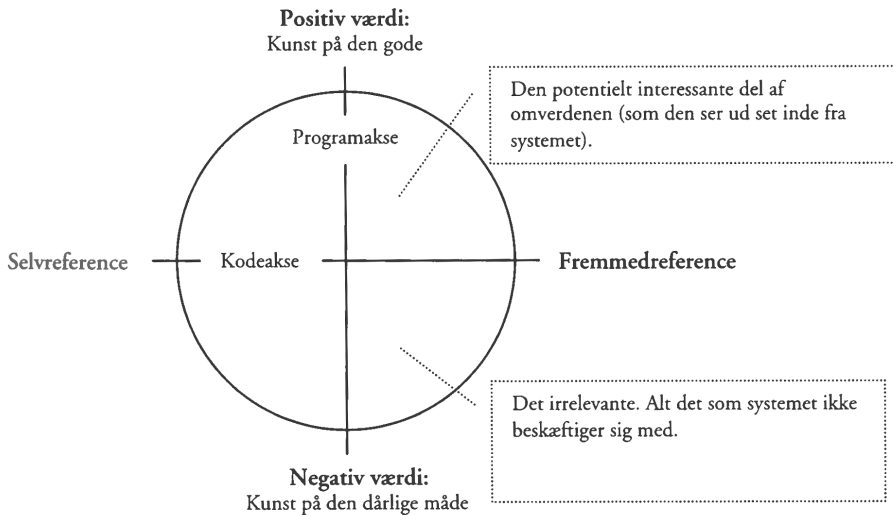 Positiv værdi:
Kunst på den gode
Den potentielt interessante del af
omverdenen (som den ser ud set inde fra
systemet).
Programakse
Selvreference
Kodeakse
Fremmedreference
Det irrelevante. Alt det som systemet ikke
beskæftiger sig med.
Negativ værdi:
Kunst på den dårlige måde